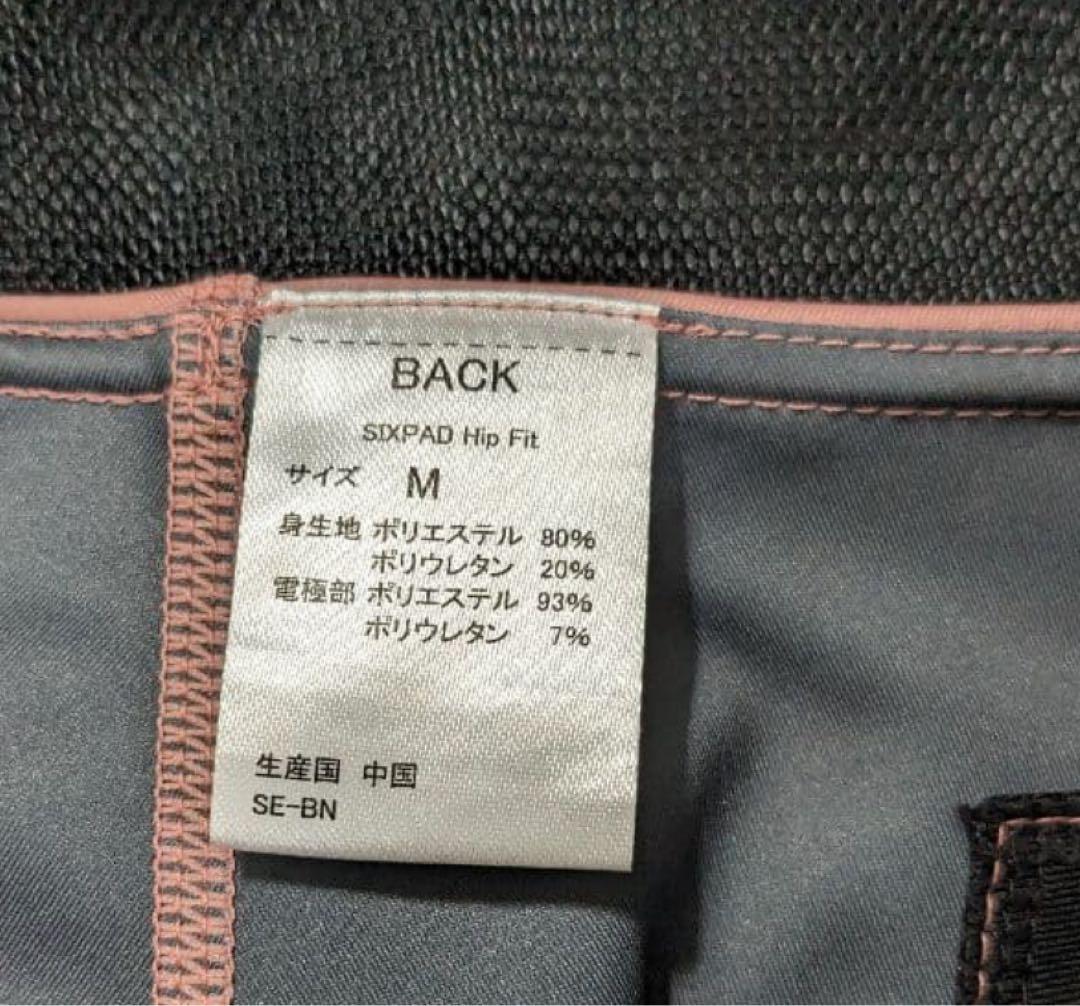 BACK
SIXPAD Hip Fit
サイズ M
身生地 ポリエステル 80%
ポリウレタン 20%
電極部 ポリエステル 93%
ポリウレタン 7%
生産国 中国
SE-BN